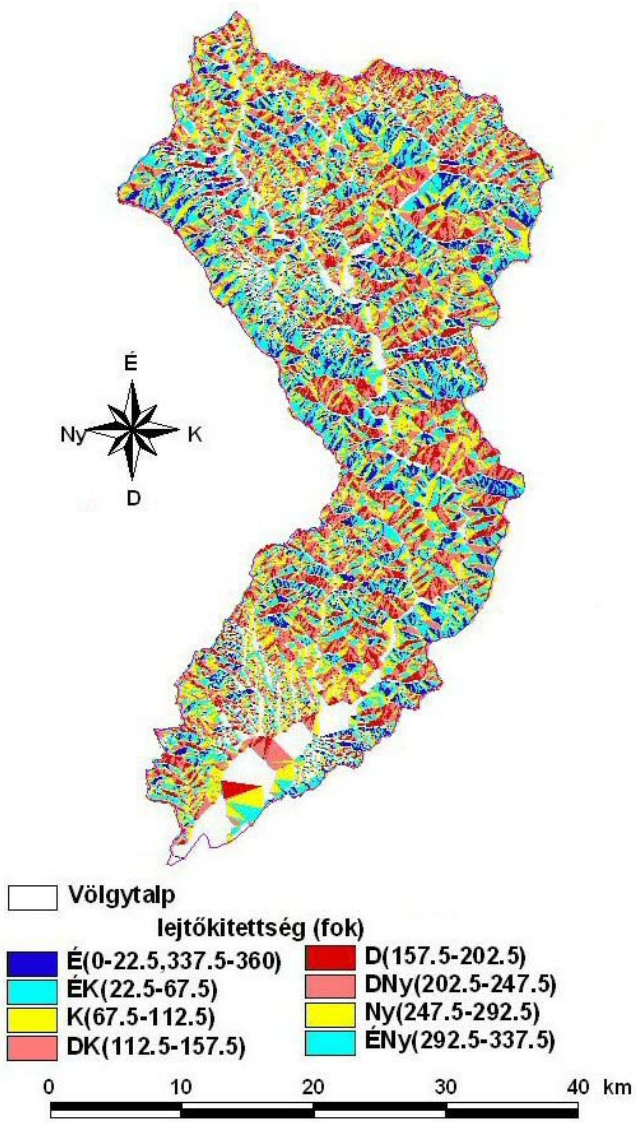 É
Ny K
D
Völgytalp
lejtőkitettség (fok)
É(0-22.5,337.5-360)
ÉK(22.5-67.5)
K(67.5-112.5)
DK(112.5-157.5)
D(157.5-202.5)
DNy(202.5-247.5)
Ny(247.5-292.5)
ÉNy(292.5-337.5)
0 10 20 30 40 km